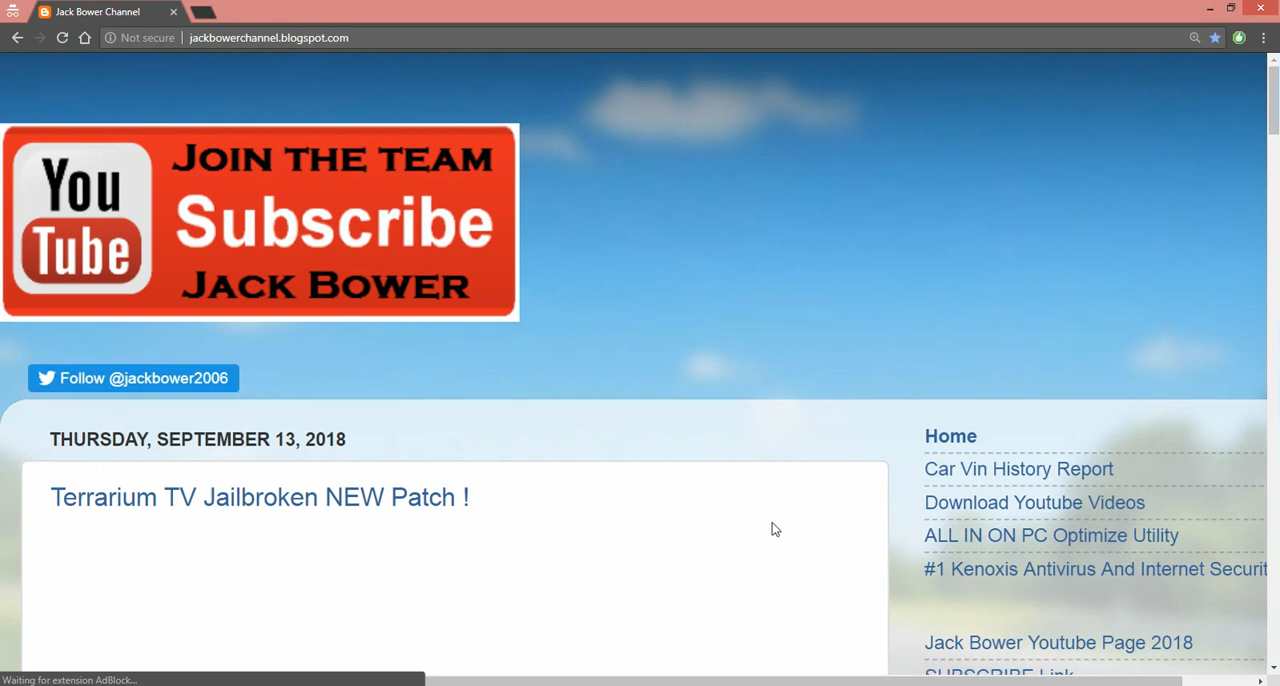 Jack Bower Channel
Not secure
jackbowerchannel.blogspot.com
JOIN THE TEAM
You
Tube
Subscribe
JACK BOWER
Follow @jackbower2006
THURSDAY, SEPTEMBER 13, 2018
Terrarium TV Jailbroken NEW Patch !
Home
Car Vin History Report
Download Youtube Videos
ALL IN ON PC Optimize Utility
#1 Kenoxis Antivirus And Internet Securit
Jack Bower Youtube Page 2018
SUBSCRIBE Link
Waiting for extension AdBlock...